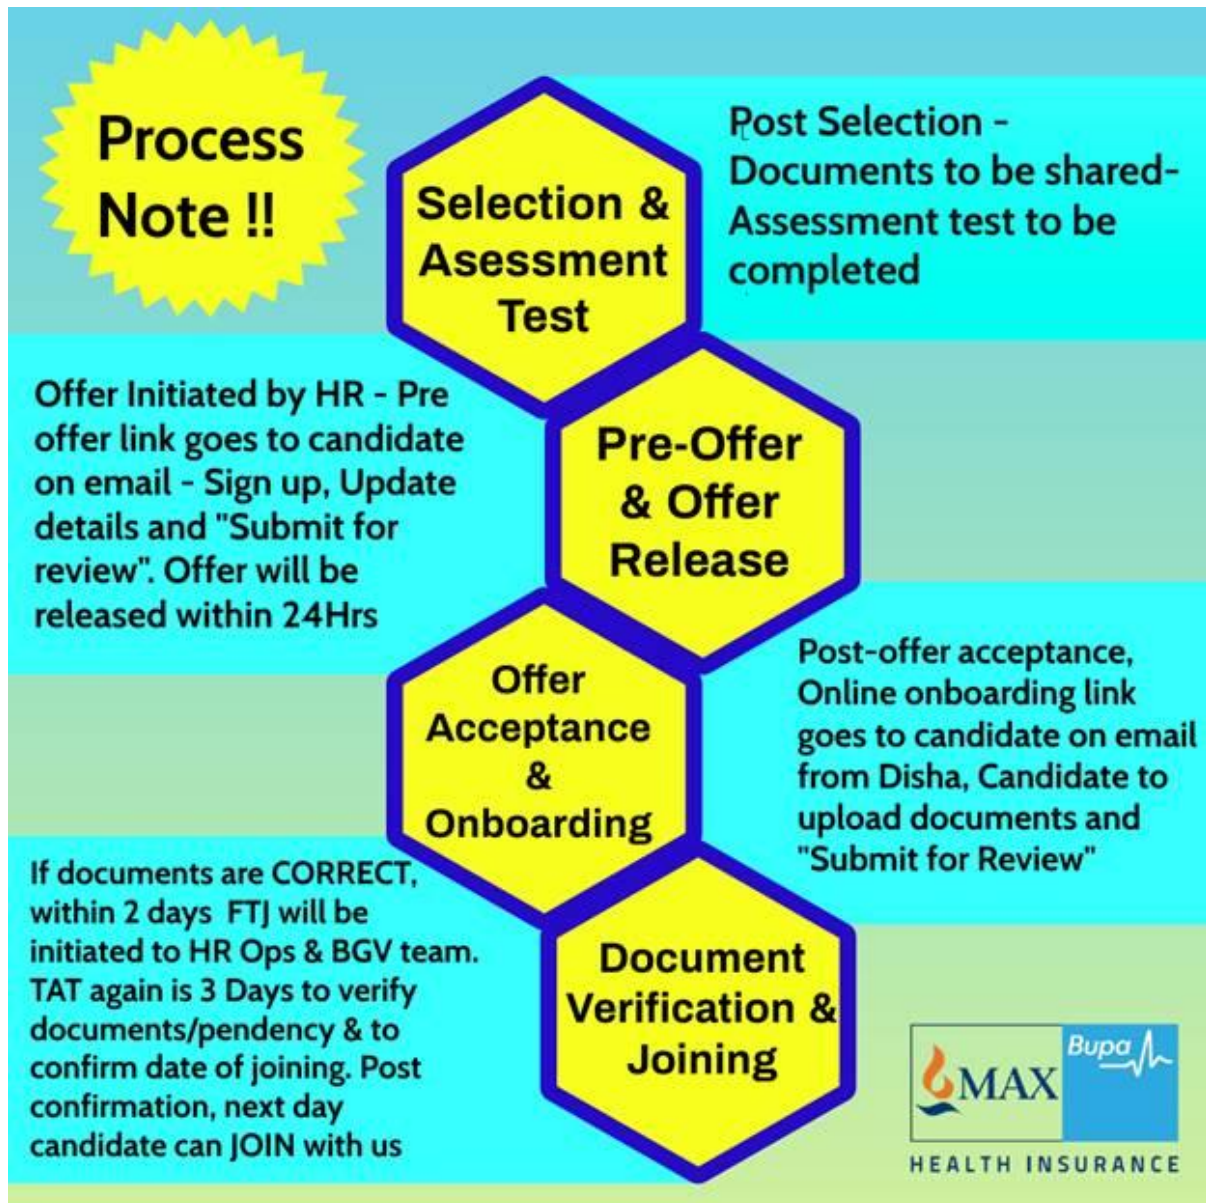 Process
Note !!
Selection &
Asessment
Test
Post Selection -
Documents to be shared-
Assessment test to be
completed
Offer Initiated by HR - Pre
offer link goes to candidate
on email - Sign up, Update
details and "Submit for
review". Offer will be
released within 24Hrs
Pre-Offer
& Offer
Release
Offer
Acceptance
&
Onboarding
Post-offer acceptance,
Online onboarding link
goes to candidate on email
from Disha, Candidate to
upload documents and
"Submit for Review"
If documents are CORRECT,
within 2 days FTJ will be
initiated to HR Ops & BGV team.
TAT again is 3 Days to verify
documents/pendency & to
confirm date of joining. Post
confirmation, next day
candidate can JOIN with us
Document
Verification &
Joining
MAX
Bupa
HEALTH INSURANCE